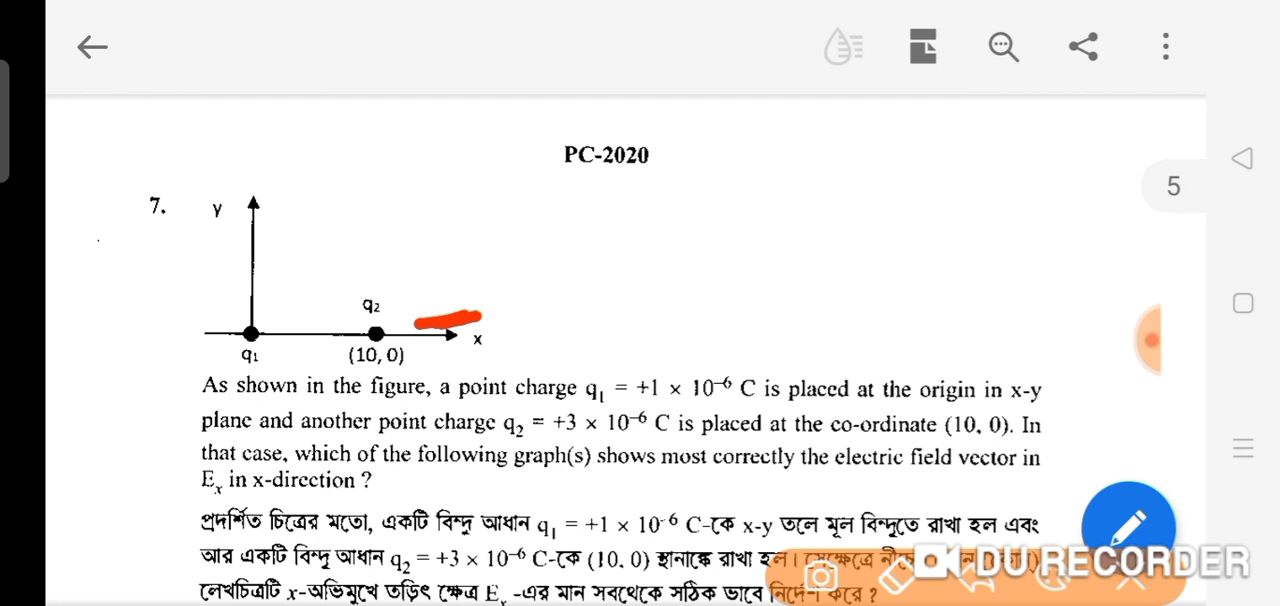 5
PC-2020
7.
y
q2
x
q1
(10, 0)
As shown in the figure, a point charge q₁ = +1 × 10⁻⁶ C is placed at the origin in x-y
plane and another point charge q₂ = +3 × 10⁻⁶ C is placed at the co-ordinate (10, 0). In
that case, which of the following graph(s) shows most correctly the electric field vector in
Eₓ in x-direction ?
প্রদর্শিত চিত্রের মতো, একটি বিন্দু আধান q₁ = +1 × 10⁻⁶ C-কে x-y তলে মূল বিন্দুতে রাখা হল এবং
আর একটি বিন্দু আধান q₂ = +3 × 10⁻⁶ C-কে (10, 0) স্থানাঙ্কে রাখা হল। সেক্ষেত্রে
DU RECORDER
লেখচিত্রটি x-অভিমুখে তড়িৎ ক্ষেত্র Eₓ -এর মান সবথেকে সঠিক ভাবে নির্দেশ করে ?